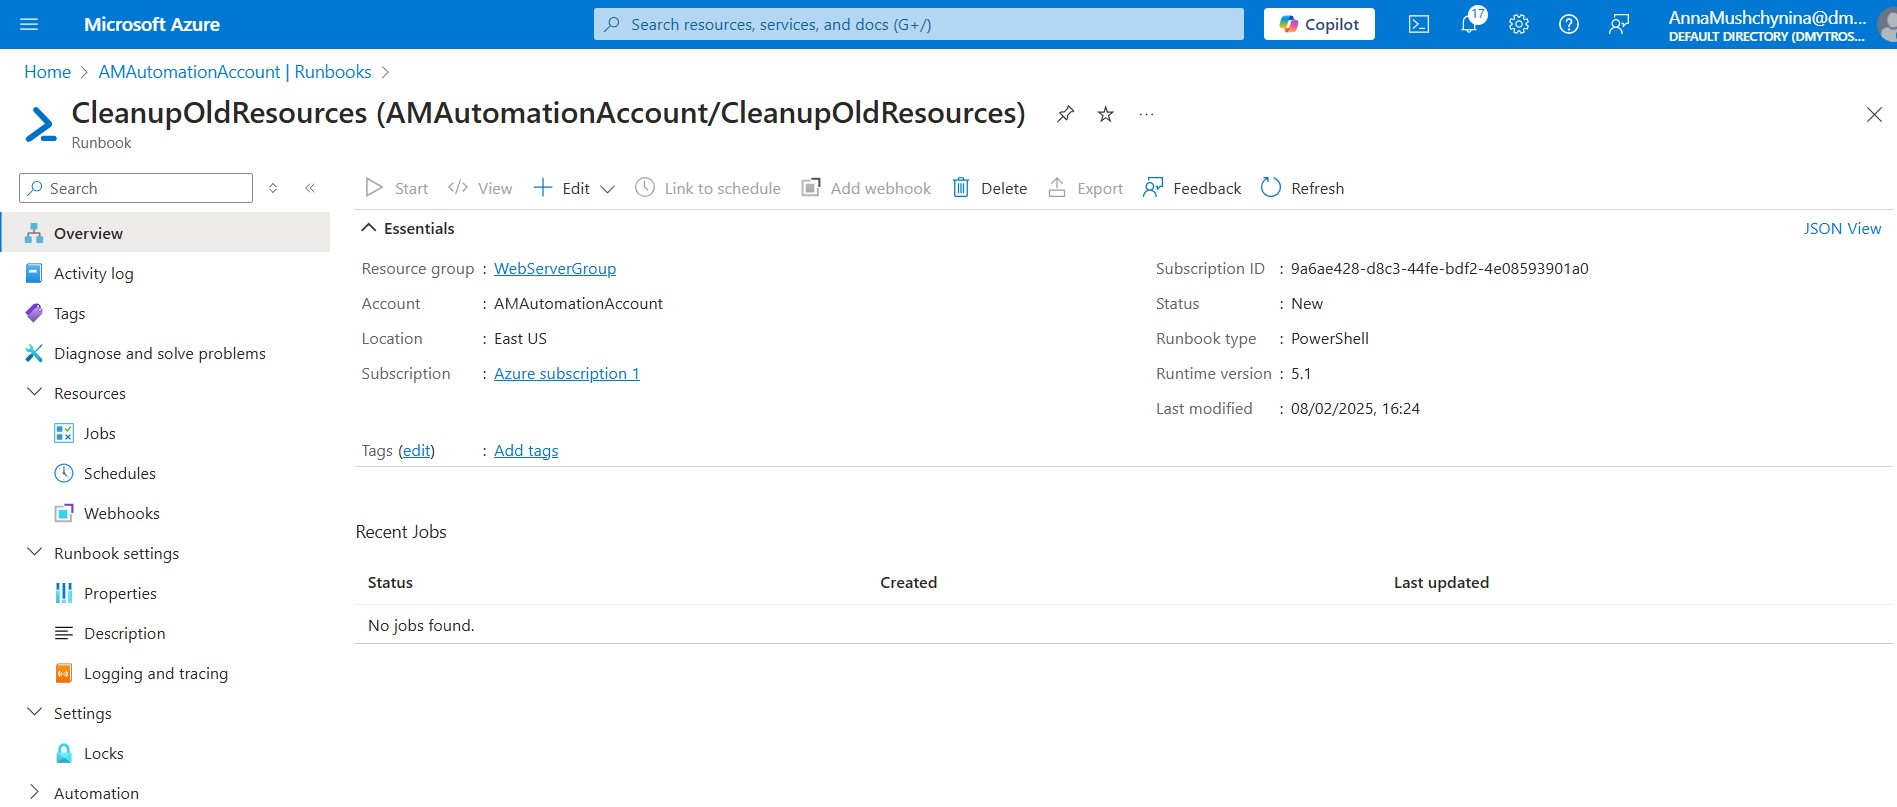 Microsoft Azure
Search resources, services, and docs (G+/)
Copilot
17
AnnaMushchynina@dm...
DEFAULT DIRECTORY (DMYTROS...
Home > AMAutomationAccount | Runbooks >
CleanupOldResources (AMAutomationAccount/CleanupOldResources)
Runbook
Search
Start
View
Edit
Link to schedule
Add webhook
Delete
Export
Feedback
Refresh
Overview
Activity log
Tags
Diagnose and solve problems
Resources
Jobs
Schedules
Webhooks
Runbook settings
Properties
Description
Logging and tracing
Settings
Locks
Automation
Essentials
JSON View
Resource group : WebServerGroup
Account : AMAutomationAccount
Location : East US
Subscription : Azure subscription 1
Subscription ID : 9a6ae428-d8c3-44fe-bdf2-4e08593901a0
Status : New
Runbook type : PowerShell
Runtime version : 5.1
Last modified : 08/02/2025, 16:24
Tags (edit) : Add tags
Recent Jobs
Status Created Last updated
No jobs found.